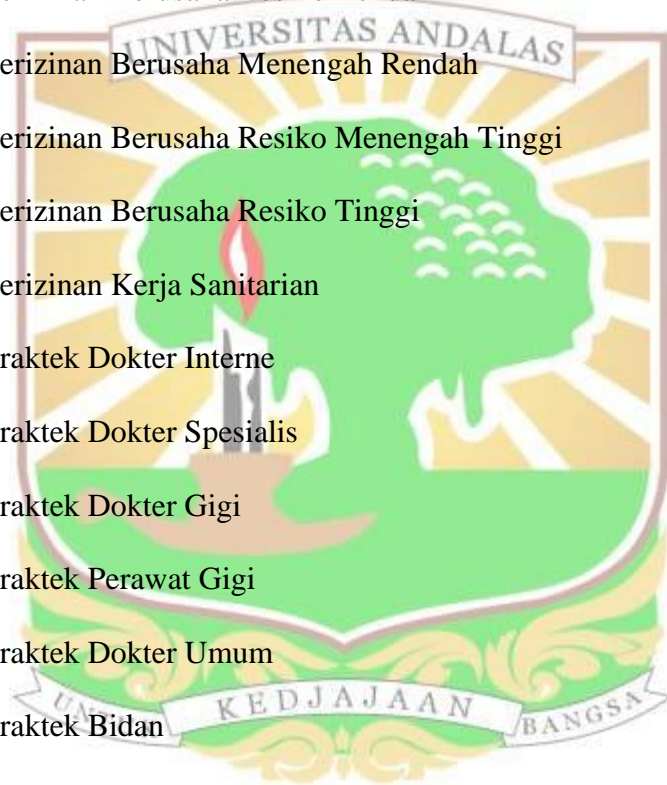 UNIVERSITAS ANDALAS
erizinan Berusaha Menengah Rendah
erizinan Berusaha Resiko Menengah Tinggi
erizinan Berusaha Resiko Tinggi
erizinan Kerja Sanitarian
raktek Dokter Interne
raktek Dokter Spesialis
raktek Dokter Gigi
raktek Perawat Gigi
raktek Dokter Umum
KEDJAJAAN BANGSA
raktek Bidan